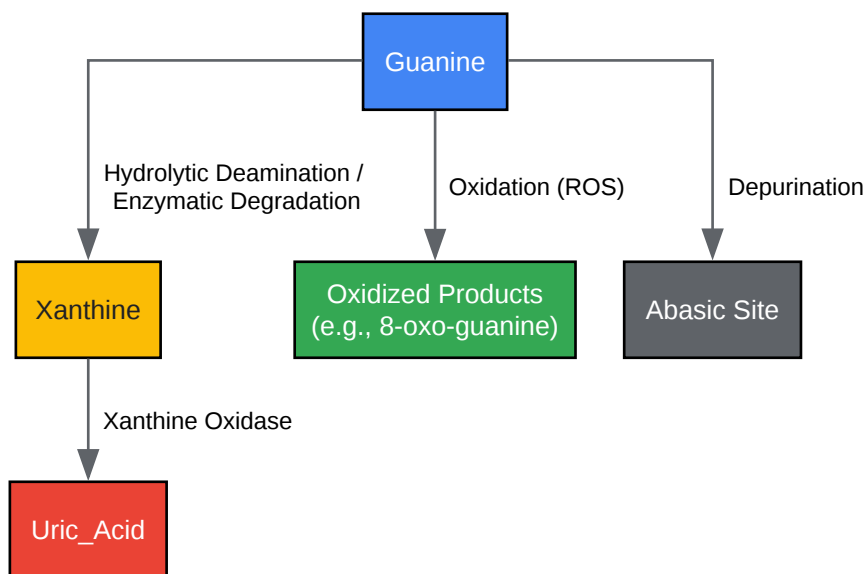 Guanine
Hydrolytic Deamination /
Enzymatic Degradation
Oxidation (ROS)
Depurination
Xanthine
Oxidized Products
(e.g., 8-oxo-guanine)
Abasic Site
Xanthine Oxidase
Uric_Acid